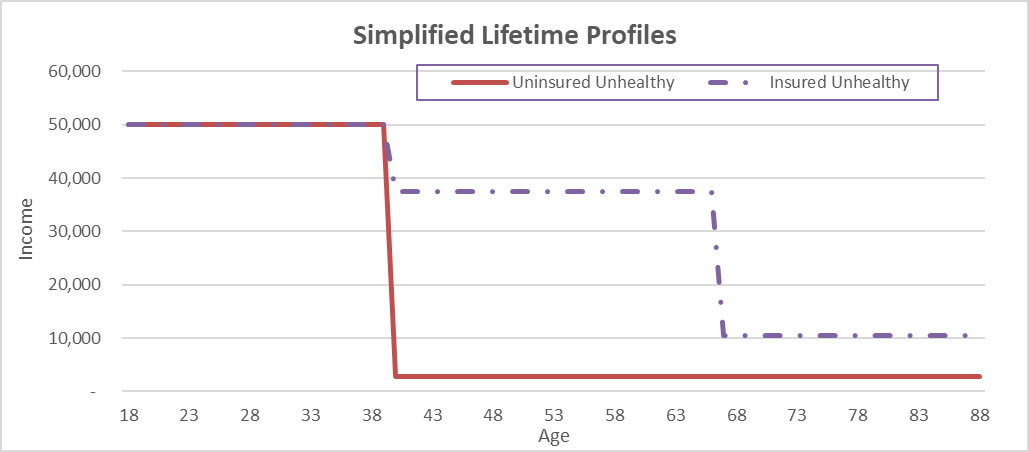 Simplified Lifetime Profiles
60,000
Uninsured Unhealthy
Insured Unhealthy
50,000
40,000
30,000
20,000
10,000
-
Income
18 23 28 33 38 43 48 53 58 63 68 73 78 83 88
Age